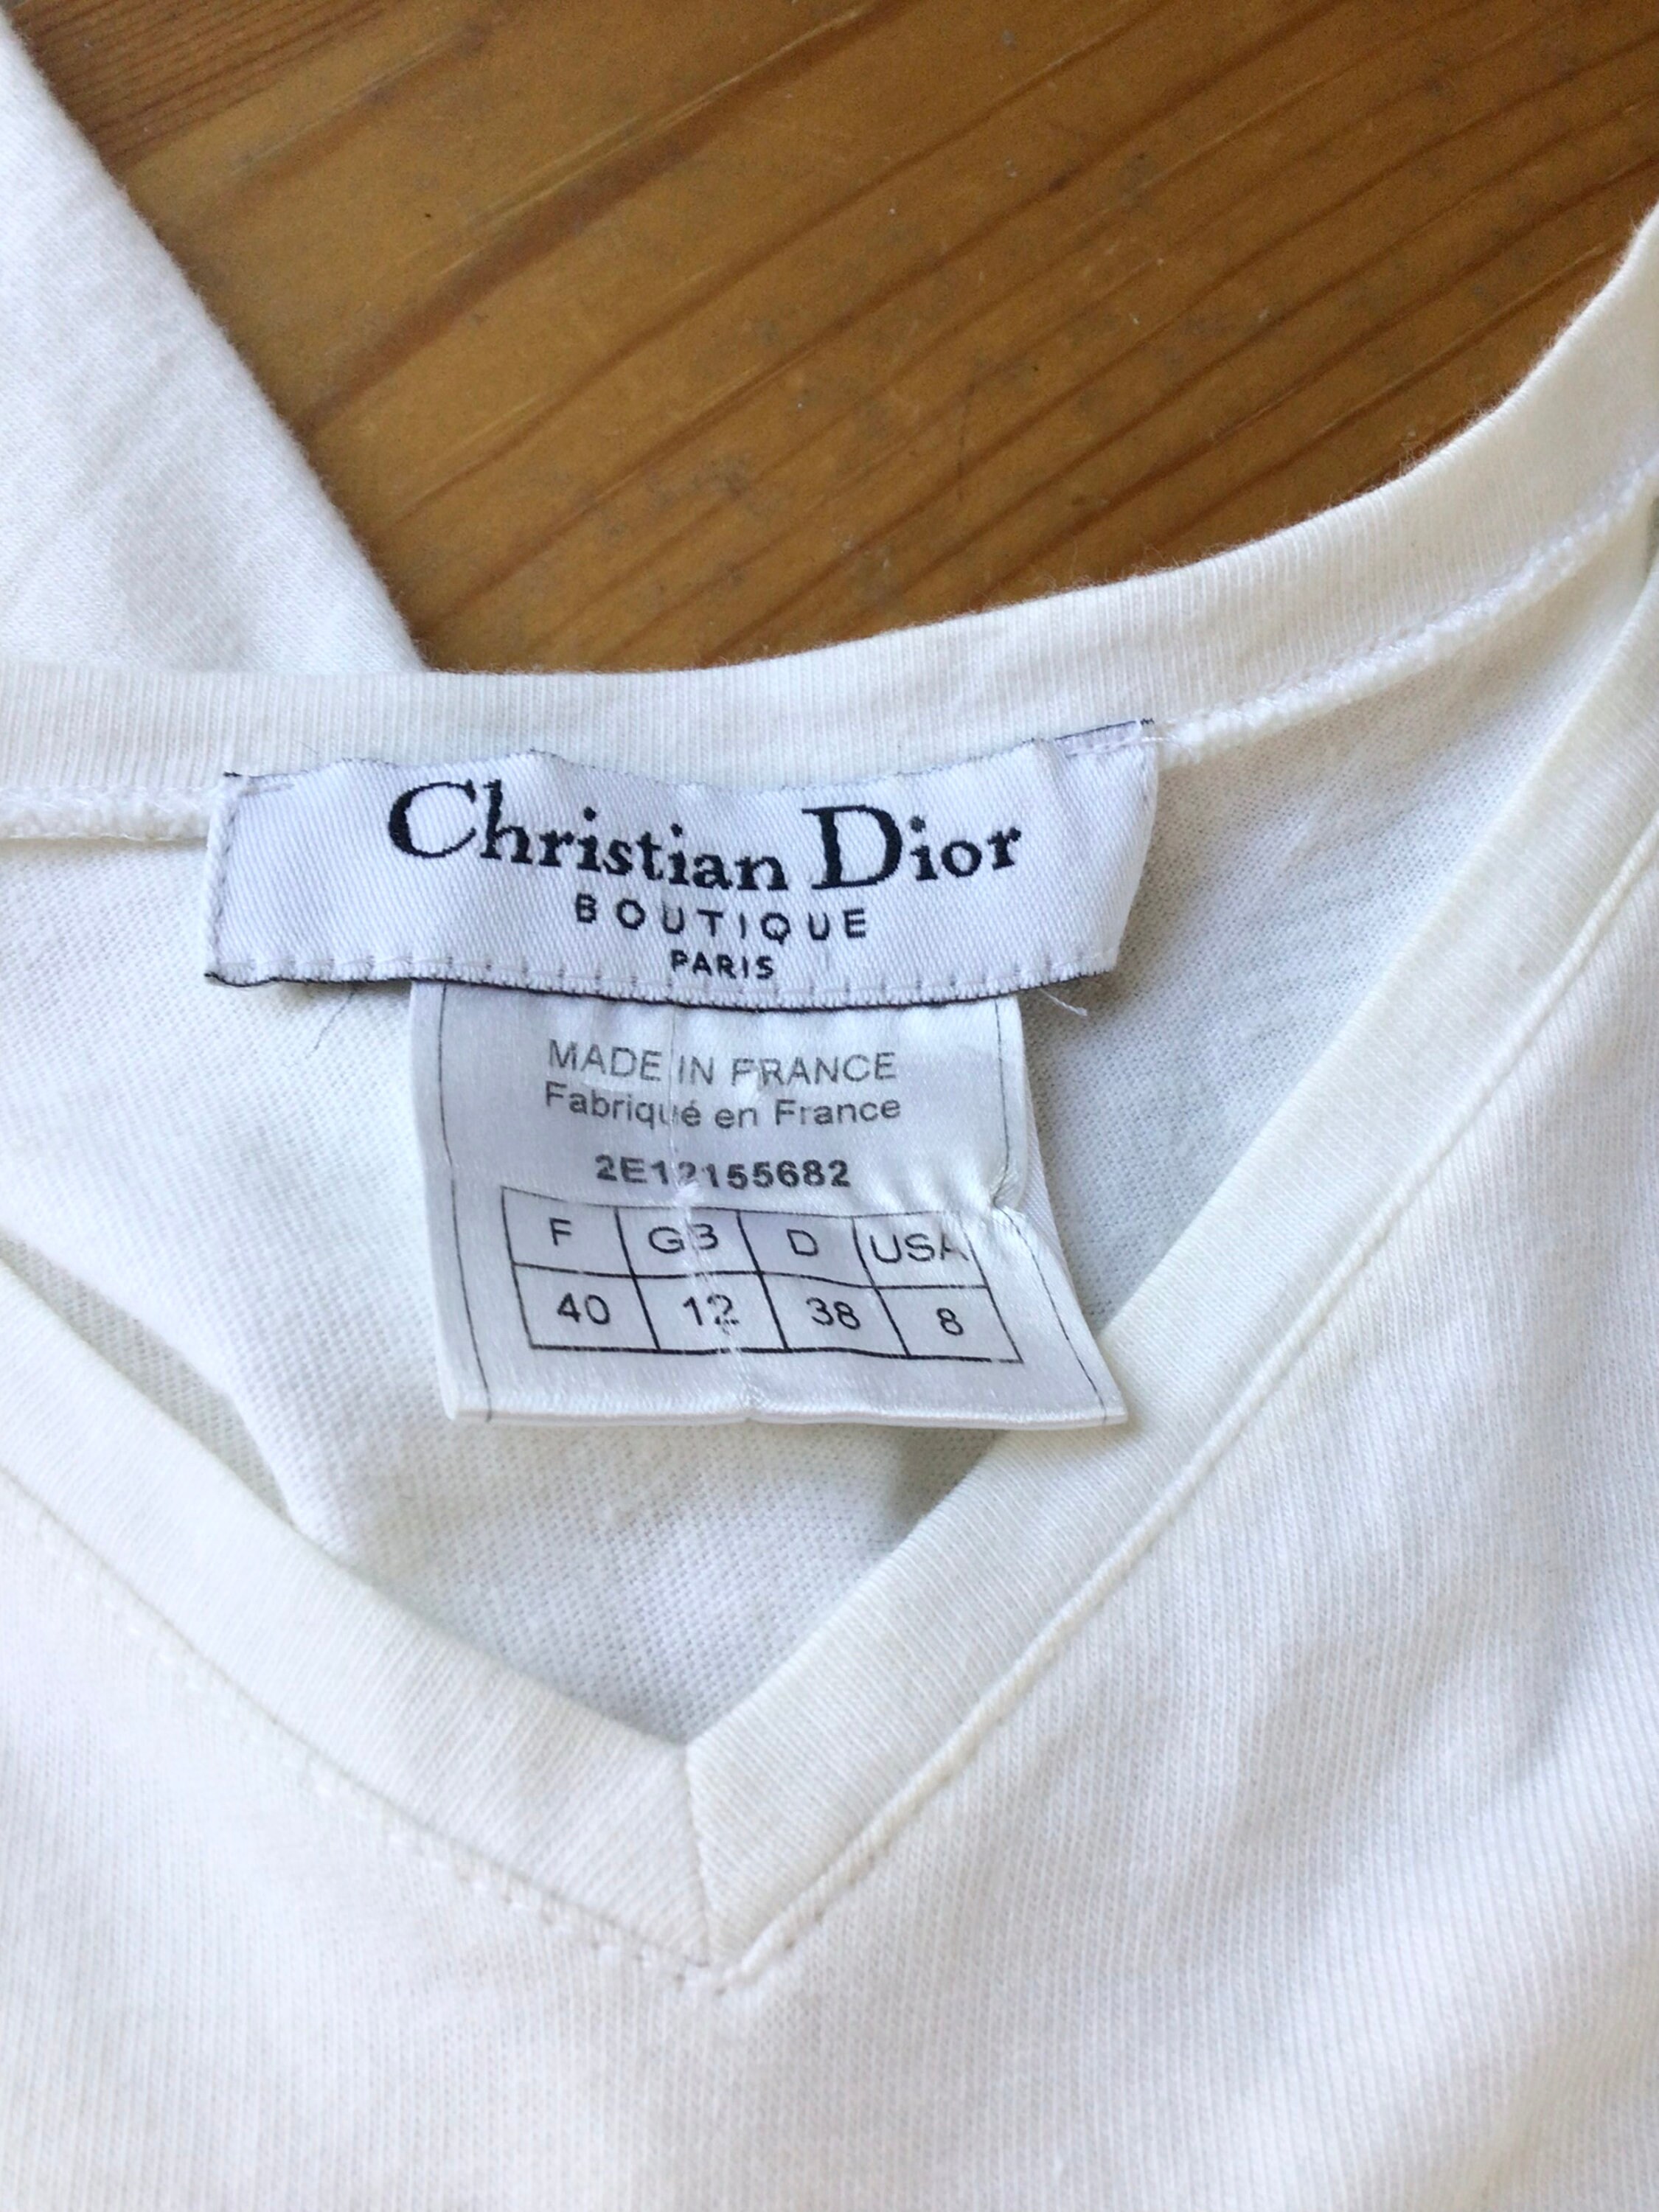 Christian Dior
BOUTIQUE
PARIS
MADE IN FRANCE
Fabriqué en France
2E12155682
F GB D USA
40 12 38 8